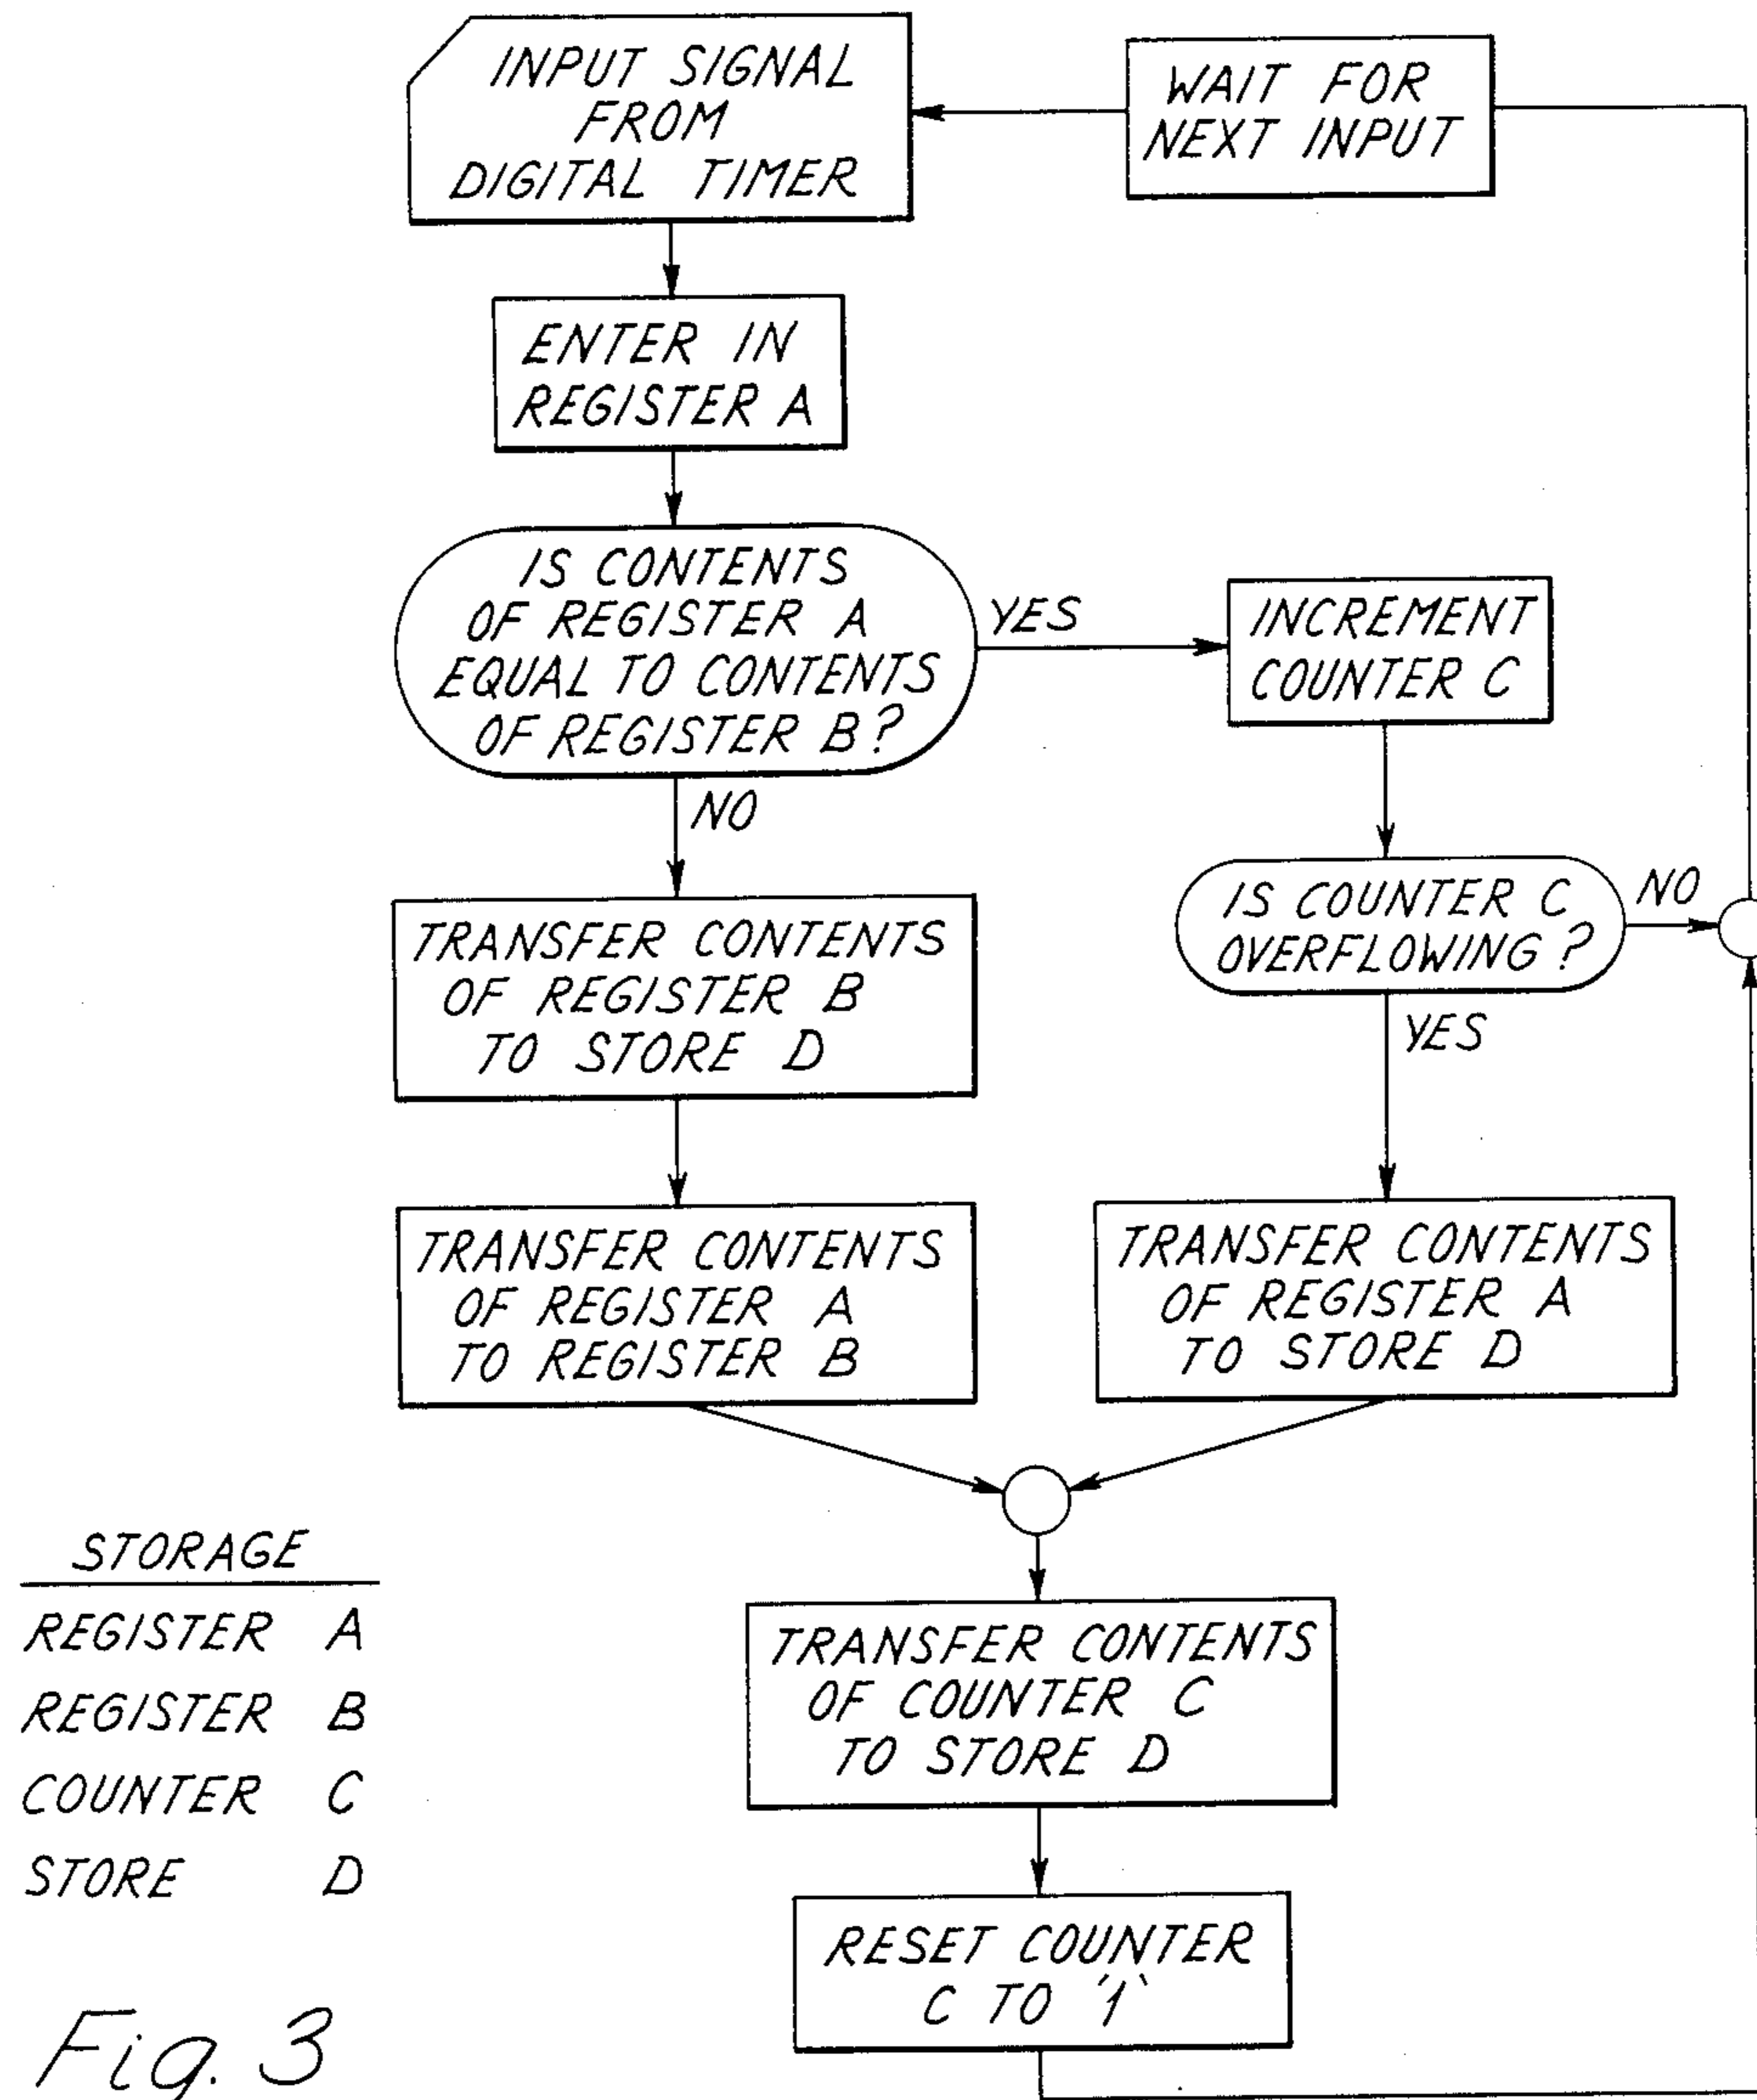 INPUT SIGNAL
FROM
DIGITAL TIMER
WAIT FOR
NEXT INPUT
ENTER IN
REGISTER A
IS CONTENTS
OF REGISTER A
EQUAL TO CONTENTS
OF REGISTER B?
YES
INCREMENT
COUNTER C
NO
IS COUNTER C
OVERFLOWING?
NO
YES
TRANSFER CONTENTS
OF REGISTER B
TO STORE D
TRANSFER CONTENTS
OF REGISTER A
TO REGISTER B
TRANSFER CONTENTS
OF REGISTER A
TO STORE D
STORAGE
REGISTER A
REGISTER B
COUNTER C
STORE D
TRANSFER CONTENTS
OF COUNTER C
TO STORE D
RESET COUNTER
C TO '1'
Fig. 3